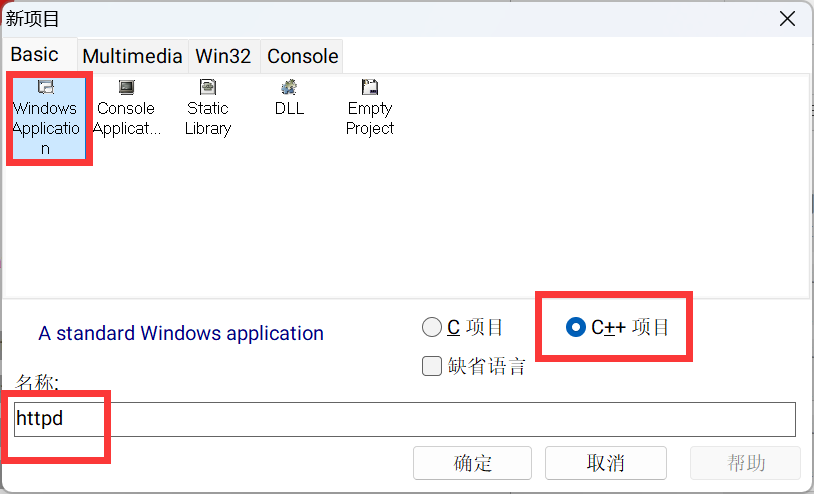 新项目
Basic Multimedia Win32 Console
Windows Applicatio n
Console Applicat...
Static Library
DLL
Empty Project
A standard Windows application
C 项目
C++ 项目
缺省语言
名称:
httpd
确定 取消 帮助